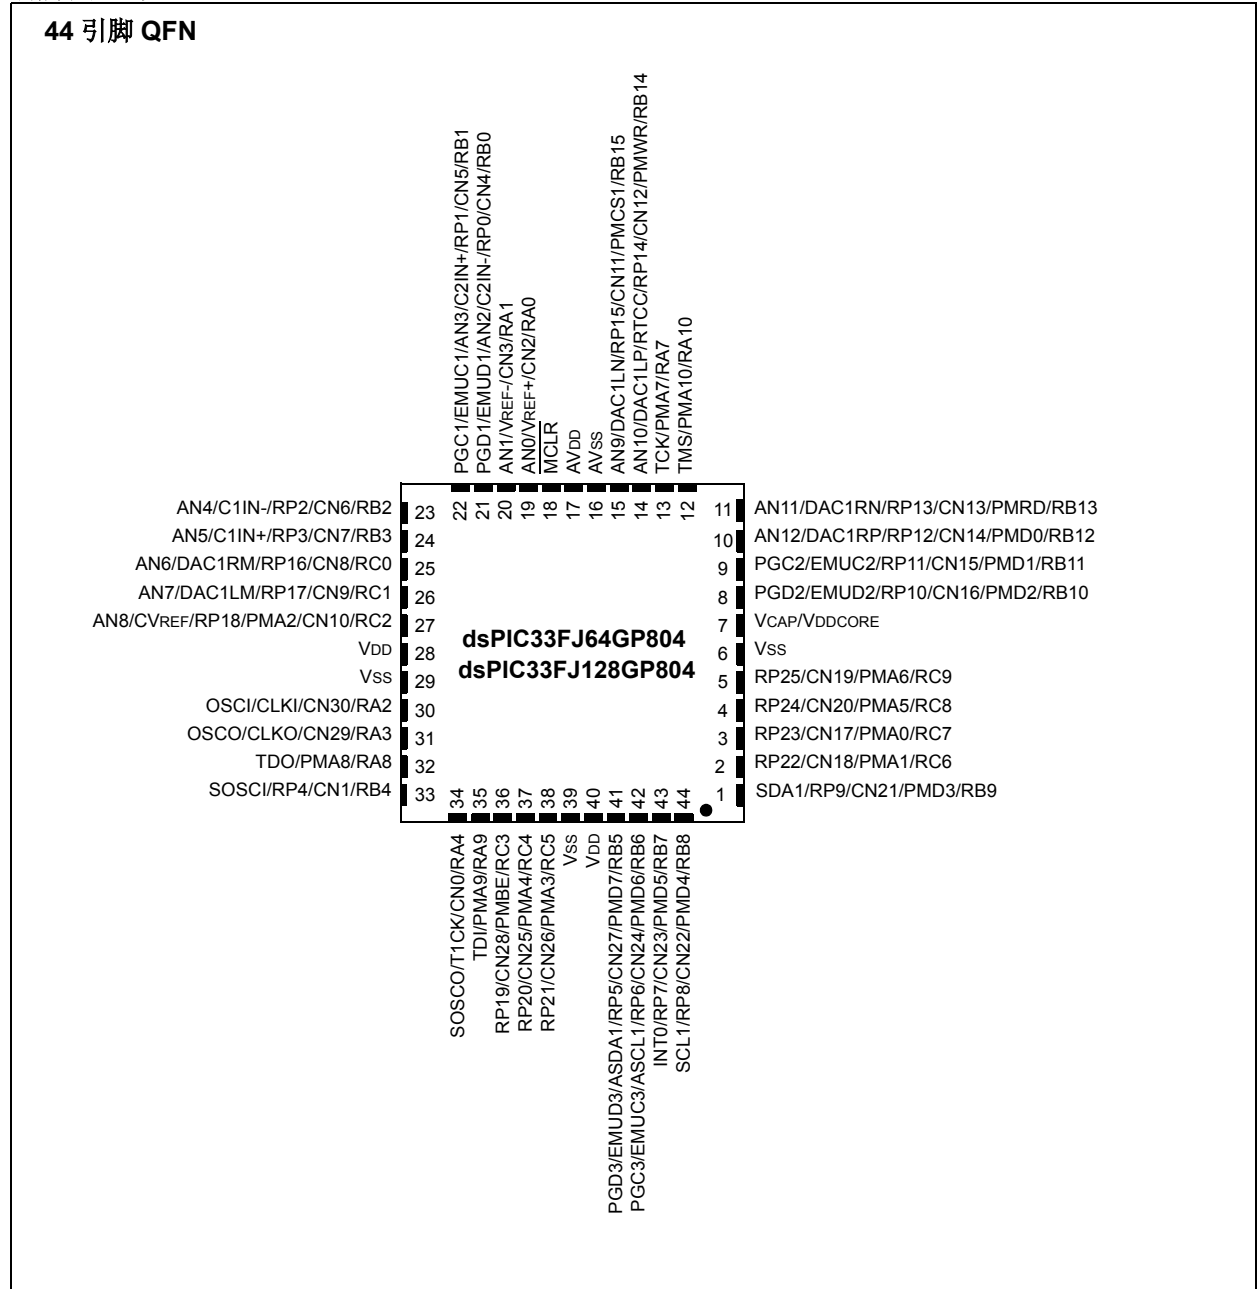 44 引脚 QFN
PGC1/EMUC1/AN3/C2IN+/RP1/CN5/RB1
PGD1/EMUD1/AN2/C2IN-/RP0/CN4/RB0
AN1/VREF-/CN3/RA1
AN0/VREF+/CN2/RA0
MCLR
AVDD
AVSS
AN9/DAC1LN/RP15/CN11/PMCS1/RB15
AN10/DAC1LP/RTCC/RP14/CN12/PMWR/RB14
TCK/PMA7/RA7
TMS/PMA10/RA10
22 21 20 19 18 17 16 15 14 13 12
AN4/C1IN-/RP2/CN6/RB2 23
AN5/C1IN+/RP3/CN7/RB3 24
AN6/DAC1RM/RP16/CN8/RC0 25
AN7/DAC1LM/RP17/CN9/RC1 26
AN8/CVREF/RP18/PMA2/CN10/RC2 27
VDD 28
VSS 29
OSCI/CLKI/CN30/RA2 30
OSCO/CLKO/CN29/RA3 31
TDO/PMA8/RA8 32
SOSCI/RP4/CN1/RB4 33
dsPIC33FJ64GP804
dsPIC33FJ128GP804
11 AN11/DAC1RN/RP13/CN13/PMRD/RB13
10 AN12/DAC1RP/RP12/CN14/PMD0/RB12
9 PGC2/EMUC2/RP11/CN15/PMD1/RB11
8 PGD2/EMUD2/RP10/CN16/PMD2/RB10
7 VCAP/VDDCORE
6 VSS
5 RP25/CN19/PMA6/RC9
4 RP24/CN20/PMA5/RC8
3 RP23/CN17/PMA0/RC7
2 RP22/CN18/PMA1/RC6
1 SDA1/RP9/CN21/PMD3/RB9
34 35 36 37 38 39 40 41 42 43 44
SOSCO/T1CK/CN0/RA4
TDI/PMA9/RA9
RP19/CN28/PMBE/RC3
RP20/CN25/PMA4/RC4
RP21/CN26/PMA3/RC5
VSS
VDD
PGD3/EMUD3/ASDA1/RP5/CN27/PMD7/RB5
PGC3/EMUC3/ASCL1/RP6/CN24/PMD6/RB6
INT0/RP7/CN23/PMD5/RB7
SCL1/RP8/CN22/PMD4/RB8